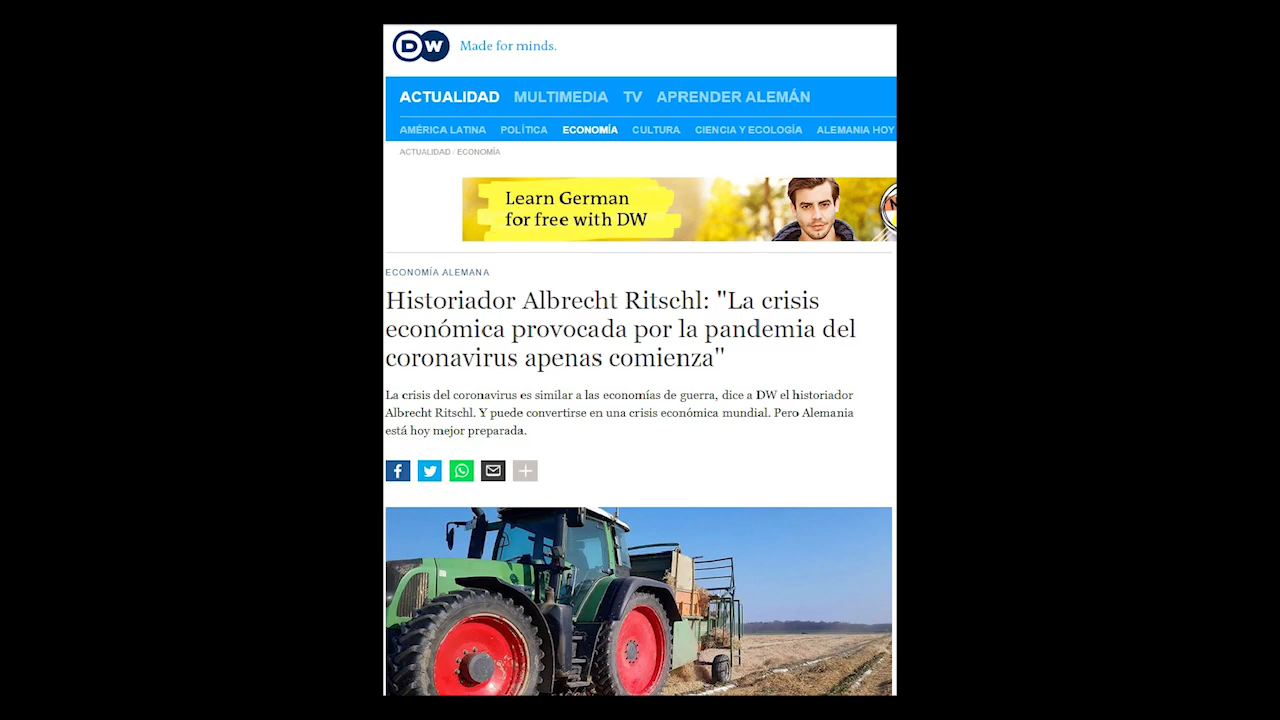 DW Made for minds.
ACTUALIDAD MULTIMEDIA TV APRENDER ALEMÁN
AMÉRICA LATINA POLÍTICA ECONOMÍA CULTURA CIENCIA Y ECOLOGÍA ALEMANIA HOY
ACTUALIDAD / ECONOMÍA
Learn German
for free with DW
ECONOMÍA ALEMANA
Historiador Albrecht Ritschl: "La crisis
económica provocada por la pandemia del
coronavirus apenas comienza"
La crisis del coronavirus es similar a las economías de guerra, dice a DW el historiador
Albrecht Ritschl. Y puede convertirse en una crisis económica mundial. Pero Alemania
está hoy mejor preparada.